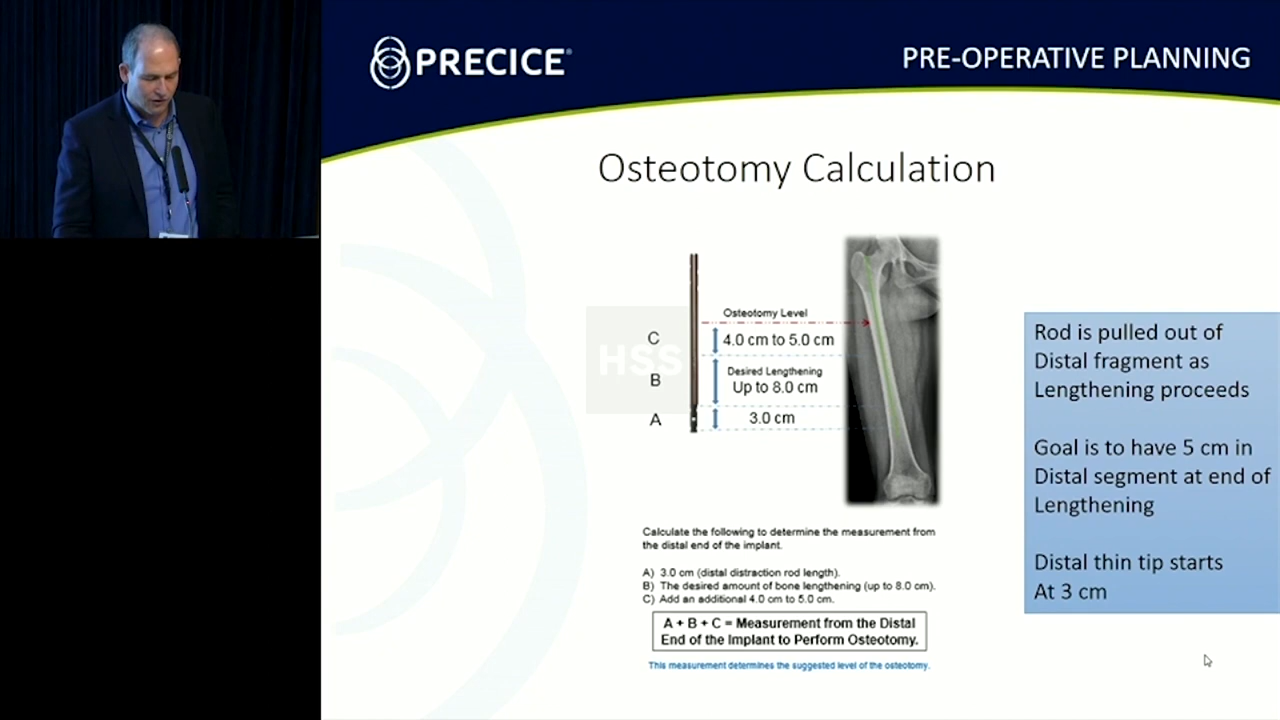 PRECICE®
PRE-OPERATIVE PLANNING
Osteotomy Calculation
Osteotomy Level
C
4.0 cm to 5.0 cm
HSS
Desired Lengthening
B
Up to 8.0 cm
A
3.0 cm
Rod is pulled out of
Distal fragment as
Lengthening proceeds
Goal is to have 5 cm in
Distal segment at end of
Lengthening
Distal thin tip starts
At 3 cm
Calculate the following to determine the measurement from
the distal end of the implant.
A) 3.0 cm (distal distraction rod length).
B) The desired amount of bone lengthening (up to 8.0 cm).
C) Add an additional 4.0 cm to 5.0 cm.
A + B + C = Measurement from the Distal
End of the Implant to Perform Osteotomy.
This measurement determines the suggested level of the osteotomy.